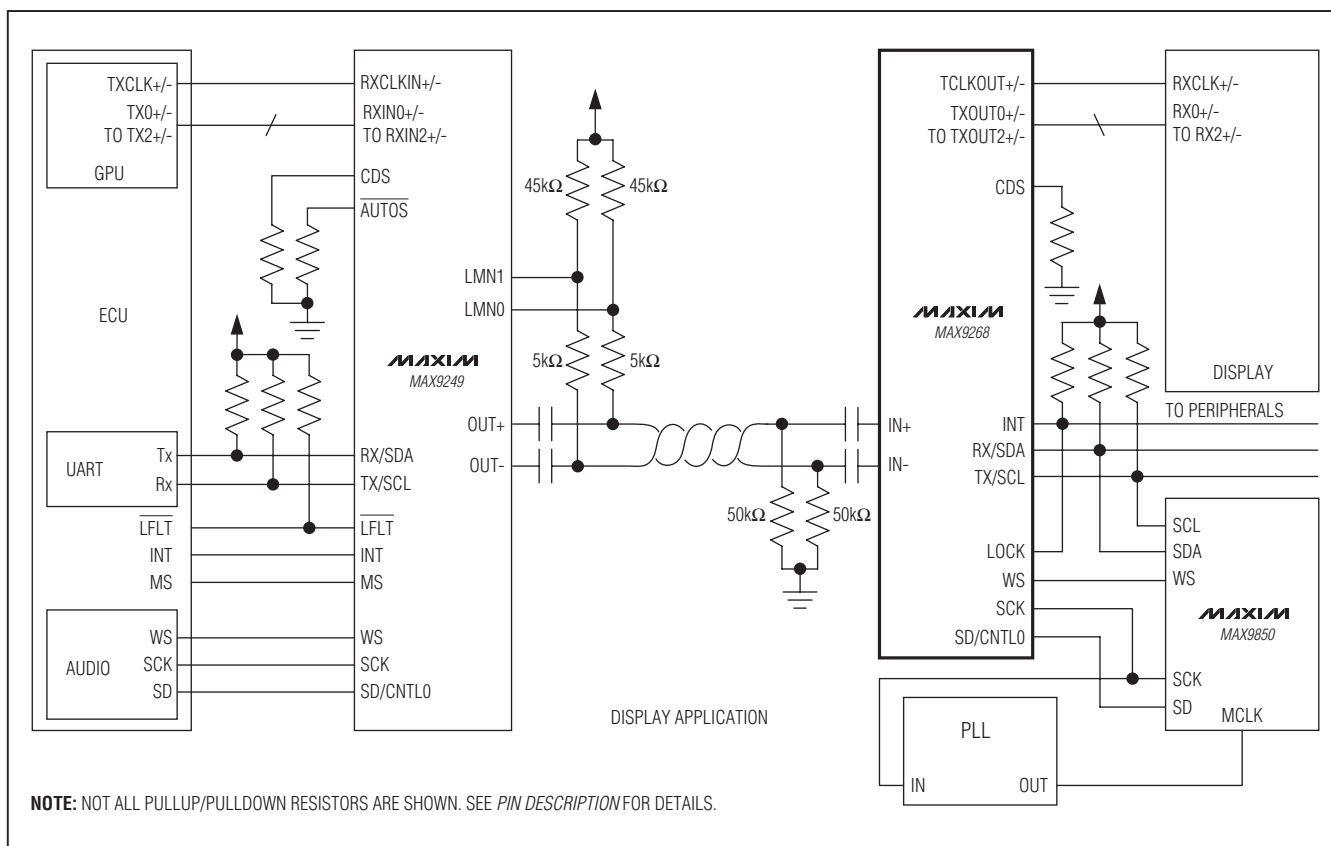 TXCLK+/-
TX0+/-
TO TX2+/-
GPU
ECU
UART
Tx
Rx
LFLT
INT
MS
AUDIO
WS
SCK
SD
RXCLKIN+/-
RXIN0+/-
TO RXIN2+/-
CDS
AUTOS
LMN1
LMN0
MAXIM
MAX9249
OUT+
OUT-
RX/SDA
TX/SCL
LFLT
INT
MS
WS
SCK
SD/CNTL0
45kΩ
45kΩ
5kΩ
5kΩ
50kΩ
50kΩ
DISPLAY APPLICATION
TCLKOUT+/-
TXOUT0+/-
TO TXOUT2+/-
CDS
MAXIM
MAX9268
IN+
IN-
INT
RX/SDA
TX/SCL
LOCK
WS
SCK
SD/CNTL0
RXCLK+/-
RX0+/-
TO RX2+/-
DISPLAY
TO PERIPHERALS
SCL
SDA
WS
MAXIM
MAX9850
SCK
SD
MCLK
PLL
IN
OUT
NOTE: NOT ALL PULLUP/PULLDOWN RESISTORS ARE SHOWN. SEE PIN DESCRIPTION FOR DETAILS.